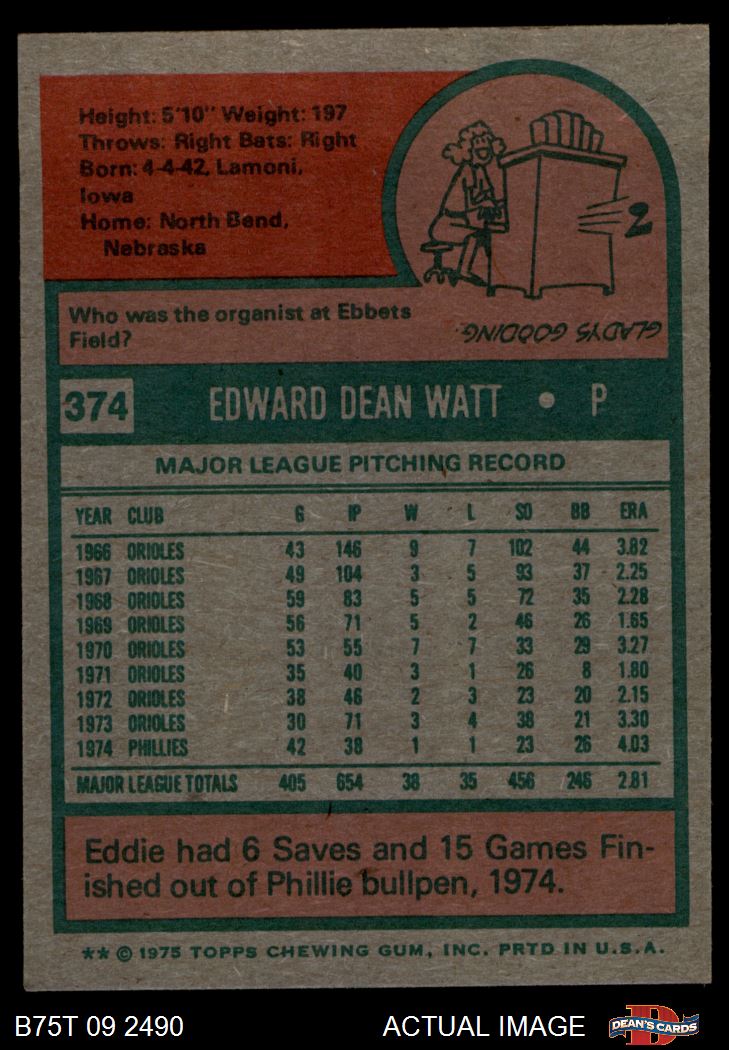 Height: 5'10" Weight: 197
Throws: Right Bats: Right
Born: 4-4-42, Lamoni,
Iowa
Home: North Bend,
Nebraska
Who was the organist at Ebbets
Field?
GLADYS GOODING.
374 EDWARD DEAN WATT • P
MAJOR LEAGUE PITCHING RECORD
YEAR CLUB G IP W L SO BB ERA
1966 ORIOLES 43 146 9 7 102 44 3.82
1967 ORIOLES 49 104 3 5 93 37 2.25
1968 ORIOLES 59 83 5 5 72 35 2.28
1969 ORIOLES 56 71 5 2 46 26 1.65
1970 ORIOLES 53 55 7 7 33 29 3.27
1971 ORIOLES 35 40 3 1 26 8 1.80
1972 ORIOLES 38 46 2 3 23 20 2.15
1973 ORIOLES 30 71 3 4 38 21 3.30
1974 PHILLIES 42 38 1 1 23 26 4.03
MAJOR LEAGUE TOTALS 405 654 38 35 456 246 2.81
Eddie had 6 Saves and 15 Games Fin-
ished out of Phillie bullpen, 1974.
** © 1975 TOPPS CHEWING GUM, INC. PRTD IN U.S.A.
B75T 09 2490 ACTUAL IMAGE DEAN'S CARDS